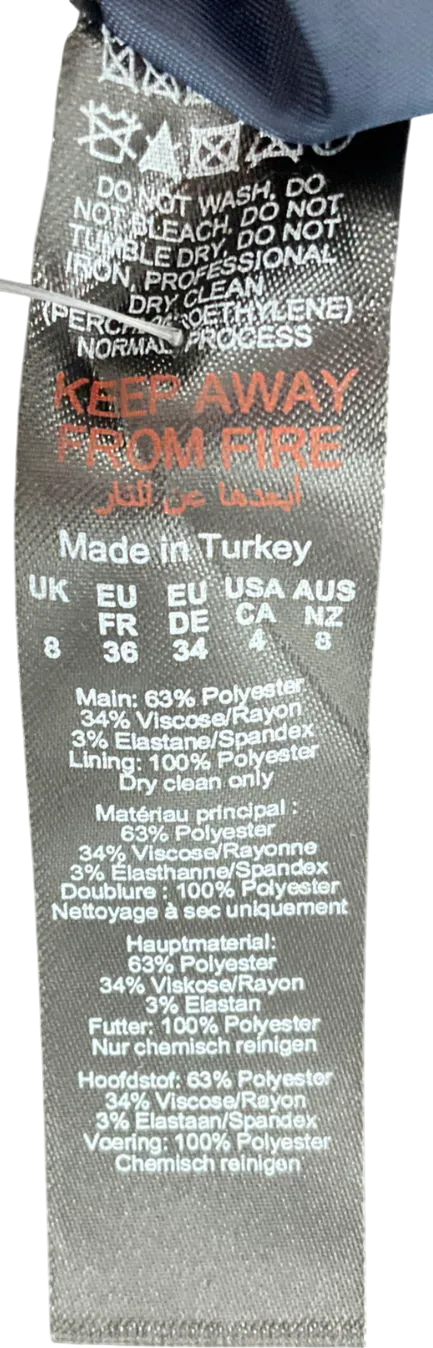 DO NOT WASH, DO
NOT BLEACH, DO NOT
TUMBLE DRY, DO NOT
IRON, PROFESSIONAL
DRY CLEAN
(PERCHLOROETHYLENE)
NORMAL PROCESS
KEEP AWAY
FROM FIRE
أبعدها عن النار
Made in Turkey
UK EU EU USA AUS
FR DE CA NZ
8 36 34 4 8
Main: 63% Polyester
34% Viscose/Rayon
3% Elastane/Spandex
Lining: 100% Polyester
Dry clean only
Matériau principal :
63% Polyester
34% Viscose/Rayonne
3% Élasthanne/Spandex
Doublure : 100% Polyester
Nettoyage à sec uniquement
Hauptmaterial:
63% Polyester
34% Viskose/Rayon
3% Elastan
Futter: 100% Polyester
Nur chemisch reinigen
Hoofdstof: 63% Polyester
34% Viscose/Rayon
3% Elastaan/Spandex
Voering: 100% Polyester
Chemisch reinigen